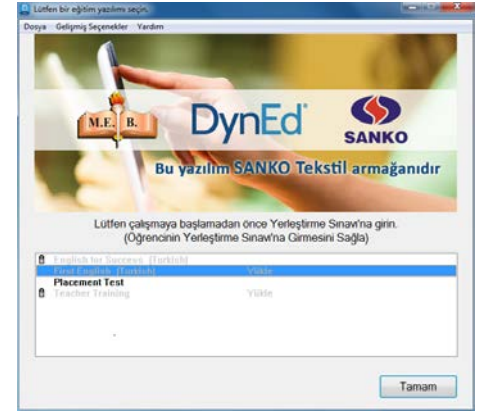 Lütfen bir eğitim yazılımı seçin.
Dosya Gelişmiş Seçenekler Yardım
M.E. B.
DynEd
SANKO
Bu yazılım SANKO Tekstil armağanıdır
Lütfen çalışmaya başlamadan önce Yerleştirme Sınavı'na girin.
(Öğrencinin Yerleştirme Sınavı'na Girmesini Sağla)
English for Success (Turkish)
First English (Turkish) Yükle
Placement Test
Teacher Training Yükle
Tamam